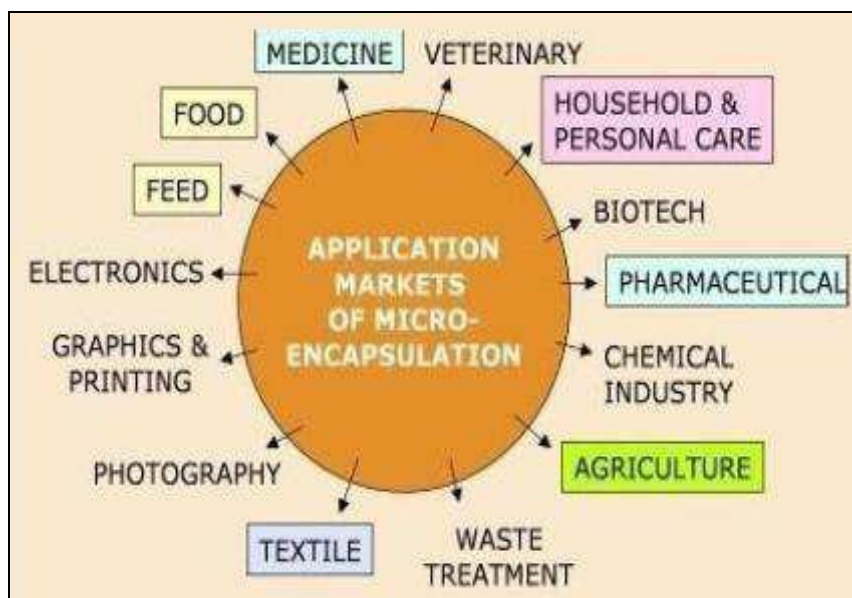 MEDICINE
VETERINARY
FOOD
HOUSEHOLD &
PERSONAL CARE
FEED
BIOTECH
APPLICATION
MARKETS
OF MICRO-
ENCAPSULATION
ELECTRONICS
PHARMACEUTICAL
GRAPHICS &
PRINTING
CHEMICAL
INDUSTRY
PHOTOGRAPHY
AGRICULTURE
TEXTILE
WASTE
TREATMENT